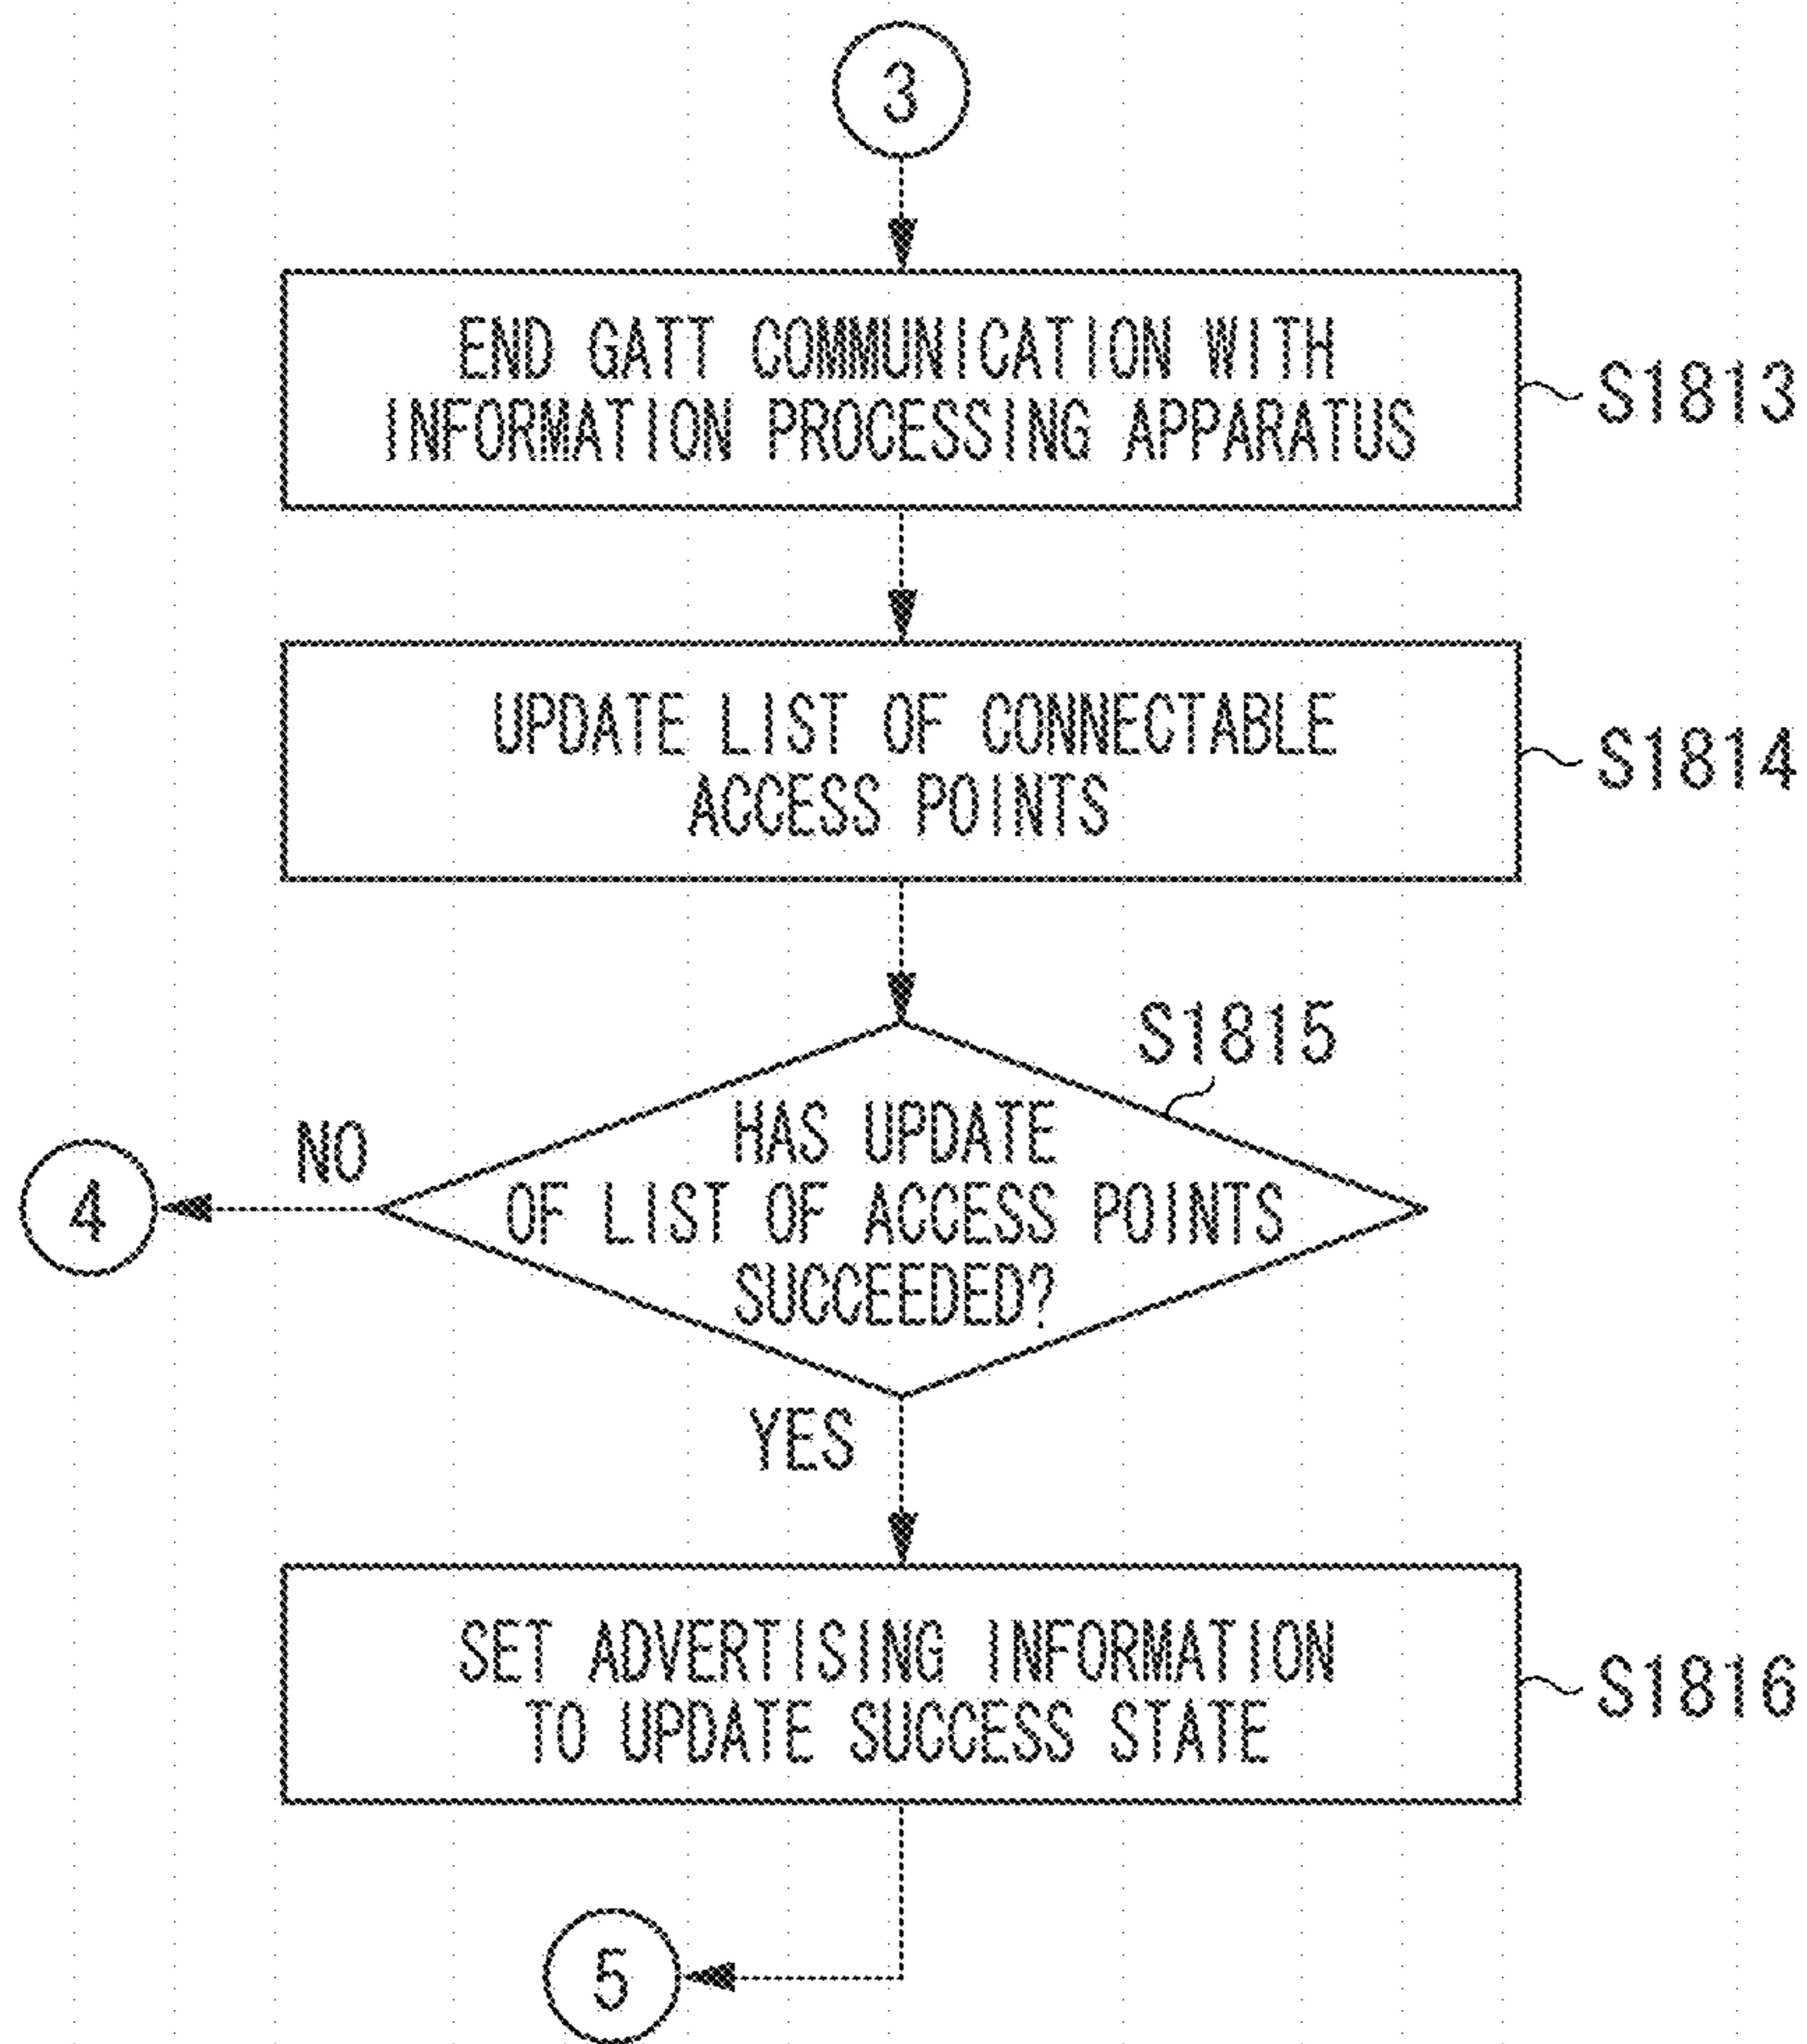 3
END GATT COMMUNICATION WITH
INFORMATION PROCESSING APPARATUS
S1813
UPDATE LIST OF CONNECTABLE
ACCESS POINTS
S1814
S1815
HAS UPDATE
OF LIST OF ACCESS POINTS
SUCCEEDED?
NO
4
YES
SET ADVERTISING INFORMATION
TO UPDATE SUCCESS STATE
S1816
5